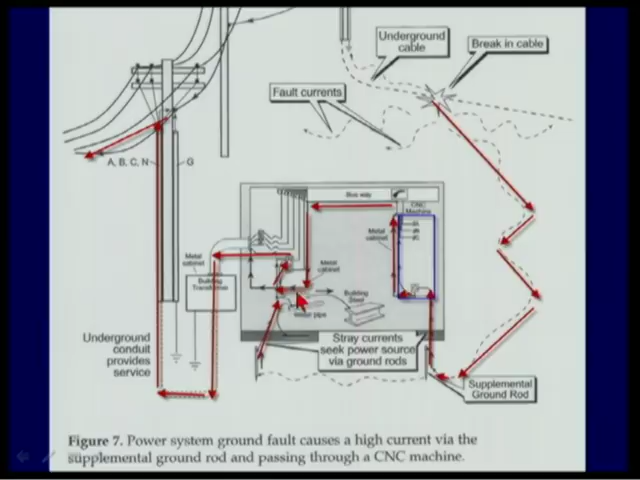 Underground
cable
Break in cable
Fault currents
A, B, C, N
G
Bus way
CNC
Machine
Metal
cabinet
Metal
cabinet
Metal
cabinet
Building
Transformer
Building
Steel
Water pipe
Underground
conduit
provides
service
Stray currents
seek power source
via ground rods
Supplemental
Ground Rod
Figure 7. Power system ground fault causes a high current via the
supplemental ground rod and passing through a CNC machine.